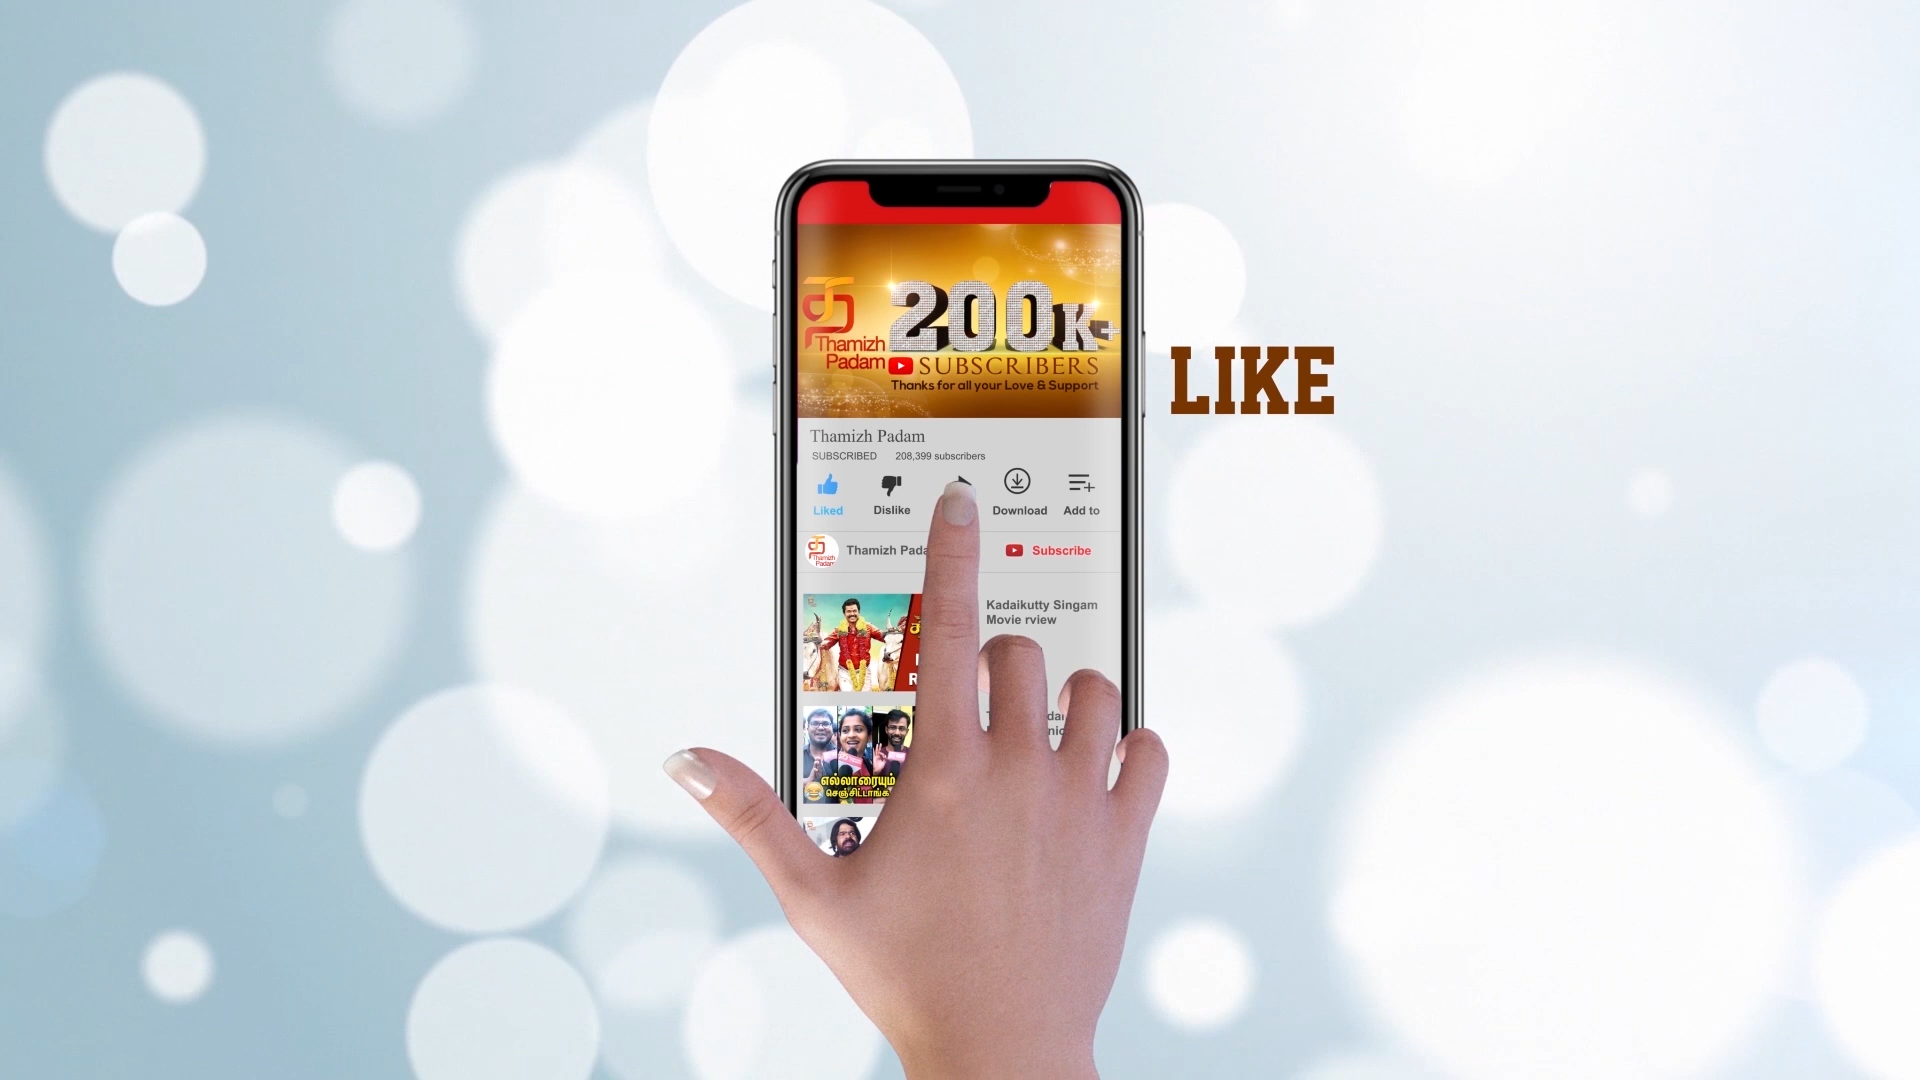 தமிழ்
Thamizh
Padam
200K+
SUBSCRIBERS
Thanks for all your Love & Support
LIKE
Thamizh Padam
SUBSCRIBED 208,399 subscribers
Liked Dislike Download Add to
Thamizh
Padam
Subscribe
Kadaikutty Singam
Movie rview
எல்லாரையும்
செஞ்சிட்டாங்க